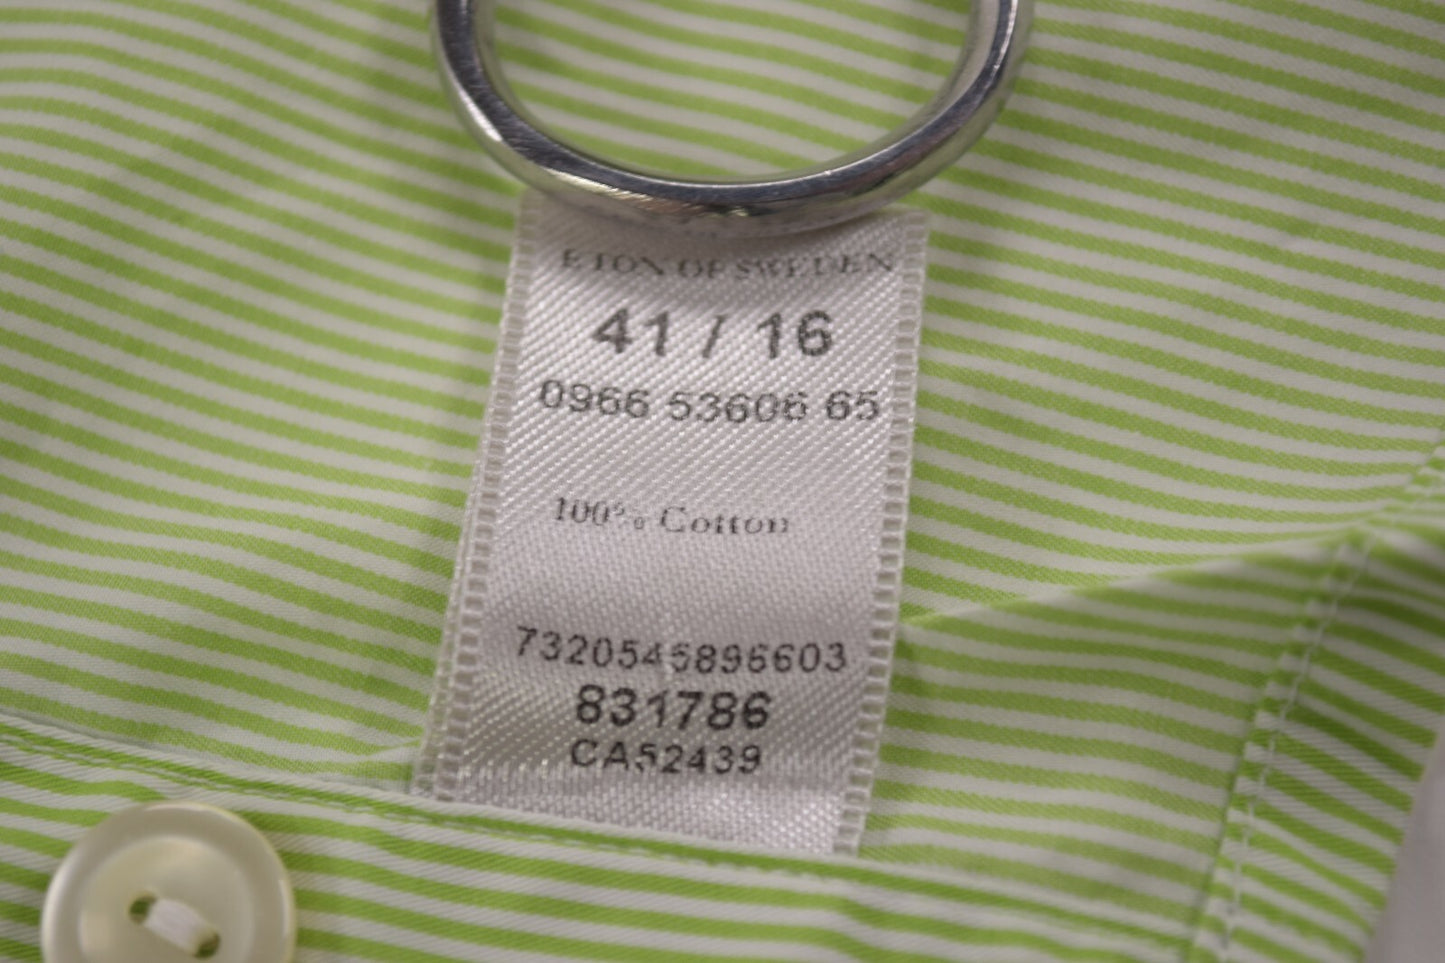 ETON OF SWEDEN
41 / 16
0966 53606 65
100% Cotton
7320545896603
831786
CA52439